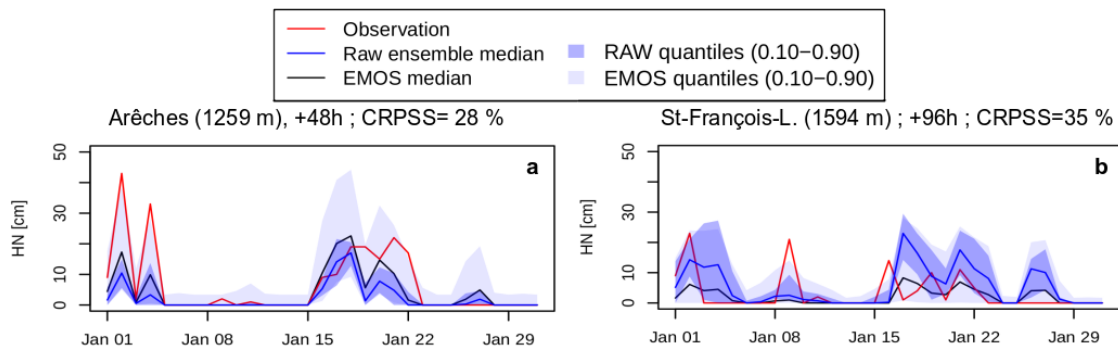 Observation
Raw ensemble median
EMOS median
RAW quantiles (0.10−0.90)
EMOS quantiles (0.10−0.90)
Arêches (1259 m), +48h ; CRPSS= 28 %
St-François-L. (1594 m) ; +96h ; CRPSS=35 %
a
HN [cm]
50
30
10
0
Jan 01
Jan 08
Jan 15
Jan 22
Jan 29
b
HN [cm]
50
30
10
0
Jan 01
Jan 08
Jan 15
Jan 22
Jan 29